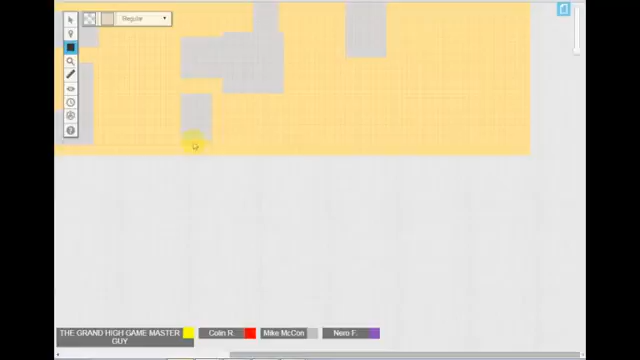 Regular
THE GRAND HIGH GAME MASTER
GUY
Colin R.
Mike McCon
Nero F.